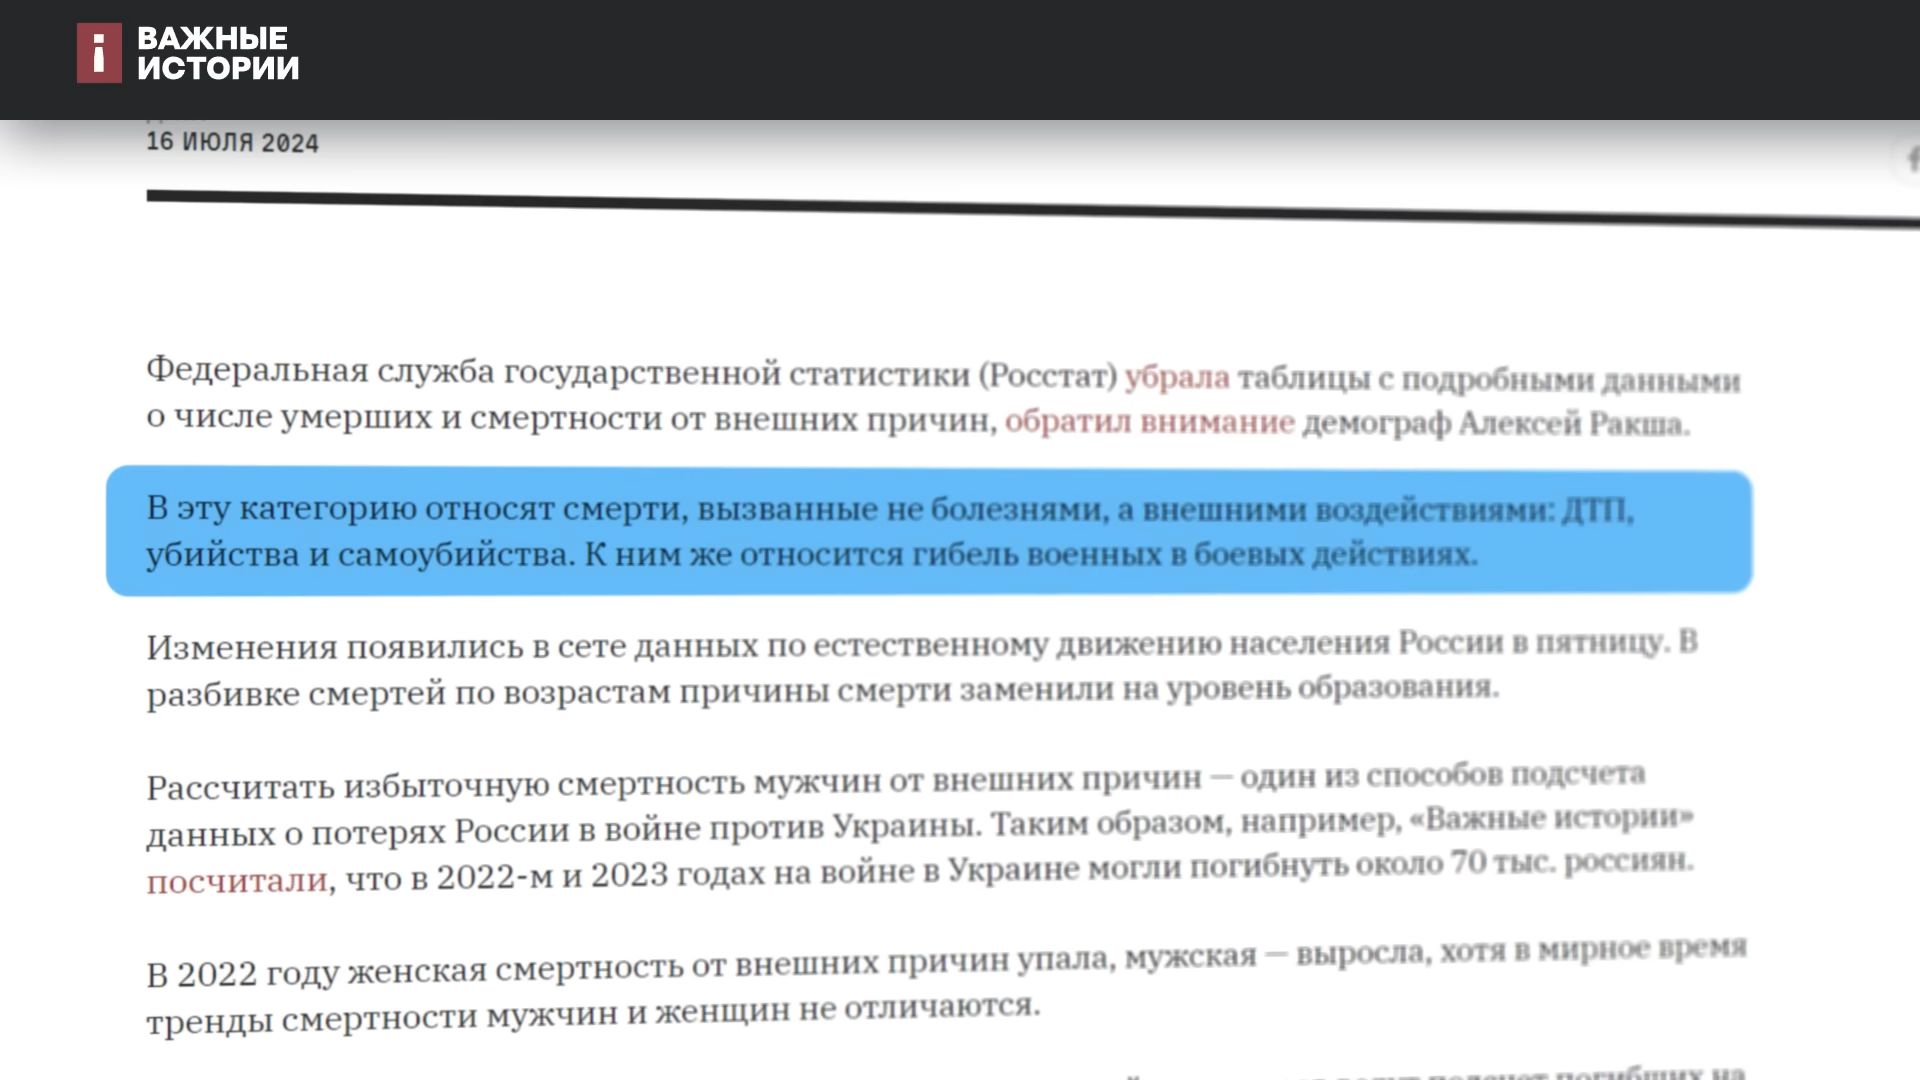 ВАЖНЫЕ
ИСТОРИИ
16 ИЮЛЯ 2024
Федеральная служба государственной статистики (Росстат) убрала таблицы с подробными данными
о числе умерших и смертности от внешних причин, обратил внимание демограф Алексей Ракша.
В эту категорию относят смерти, вызванные не болезнями, а внешними воздействиями: ДТП,
убийства и самоубийства. К ним же относится гибель военных в боевых действиях.
Изменения появились в сете данных по естественному движению населения России в пятницу. В
разбивке смертей по возрастам причины смерти заменили на уровень образования.
Рассчитать избыточную смертность мужчин от внешних причин — один из способов подсчета
данных о потерях России в войне против Украины. Таким образом, например, «Важные истории»
посчитали, что в 2022-м и 2023 годах на войне в Украине могли погибнуть около 70 тыс. россиян.
В 2022 году женская смертность от внешних причин упала, мужская — выросла, хотя в мирное время
тренды смертности мужчин и женщин не отличаются.